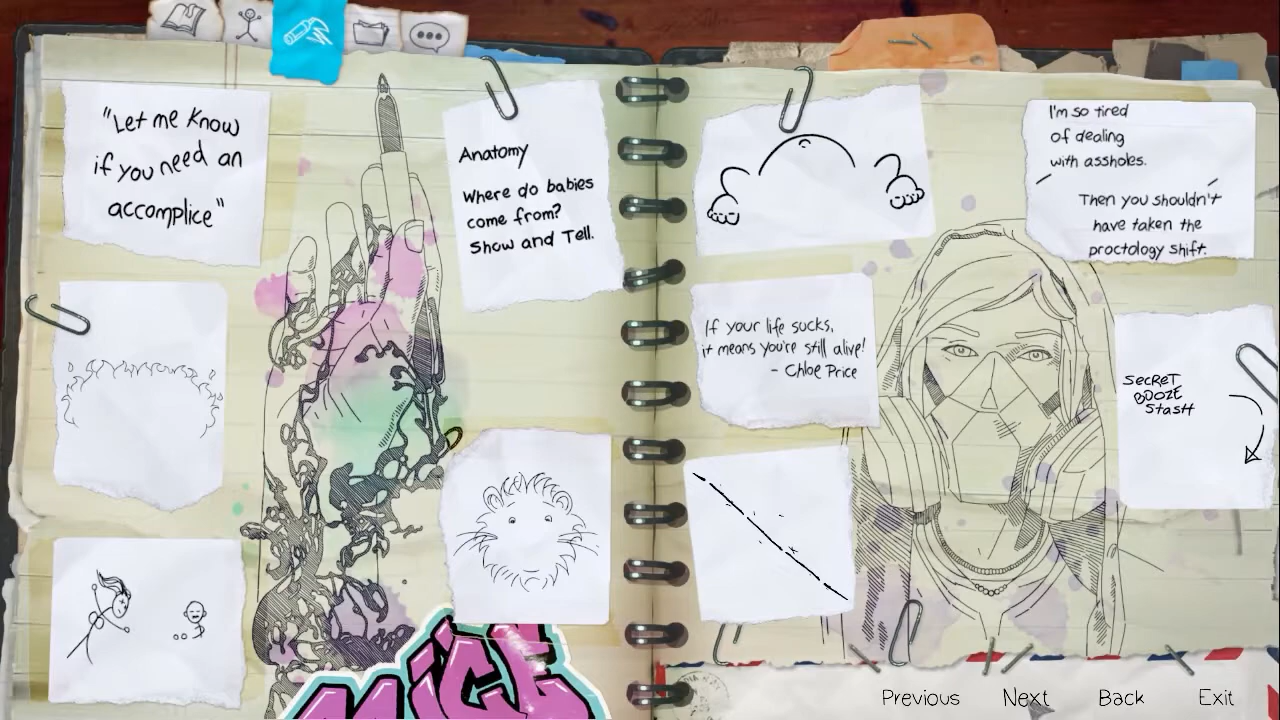 "Let me know
if you need an
accomplice"
Anatomy
Where do babies
come from?
Show and Tell.
I'm so tired
of dealing
with assholes.
Then you shouldn't
have taken the
proctology shift.
If your life sucks,
it means you're still alive!
- Chloe Price
SECRET
BOOZE
StasH
Previous
Next
Back
Exit